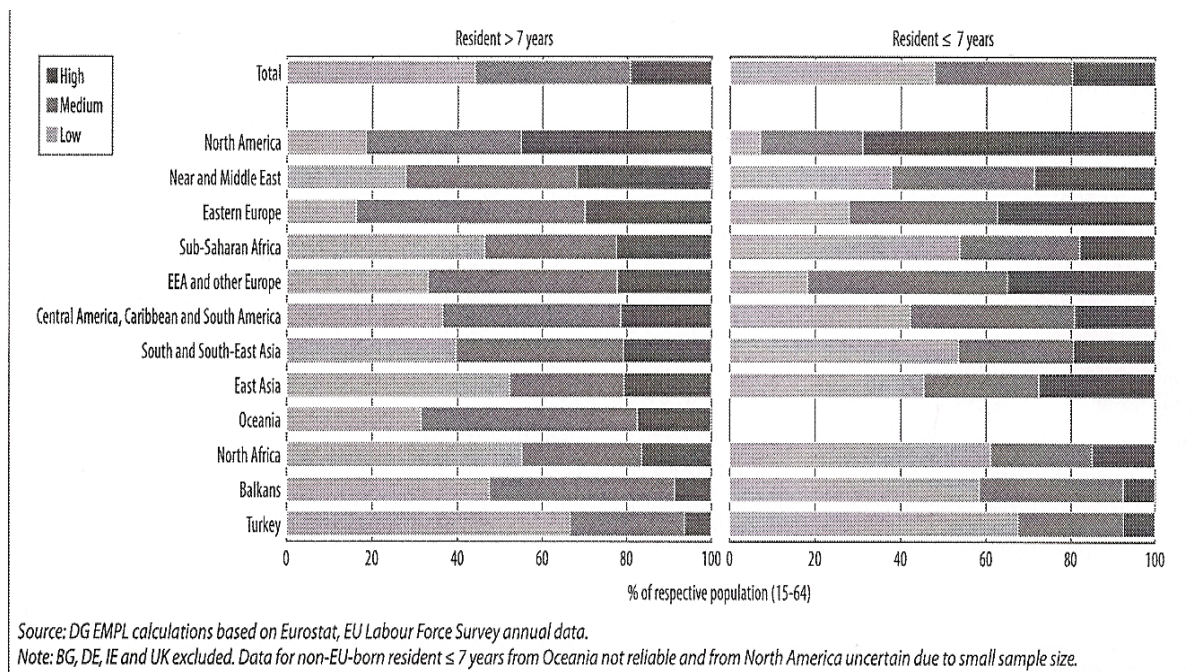 Resident > 7 years
Resident ≤ 7 years
High
Medium
Low
Total
North America
Near and Middle East
Eastern Europe
Sub-Saharan Africa
EEA and other Europe
Central America, Caribbean and South America
South and South-East Asia
East Asia
Oceania
North Africa
Balkans
Turkey
0 20 40 60 80 100 0 20 40 60 80 100
% of respective population (15-64)
Source: DG EMPL calculations based on Eurostat, EU Labour Force Survey annual data.
Note: BG, DE, IE and UK excluded. Data for non-EU-born resident ≤ 7 years from Oceania not reliable and from North America uncertain due to small sample size.